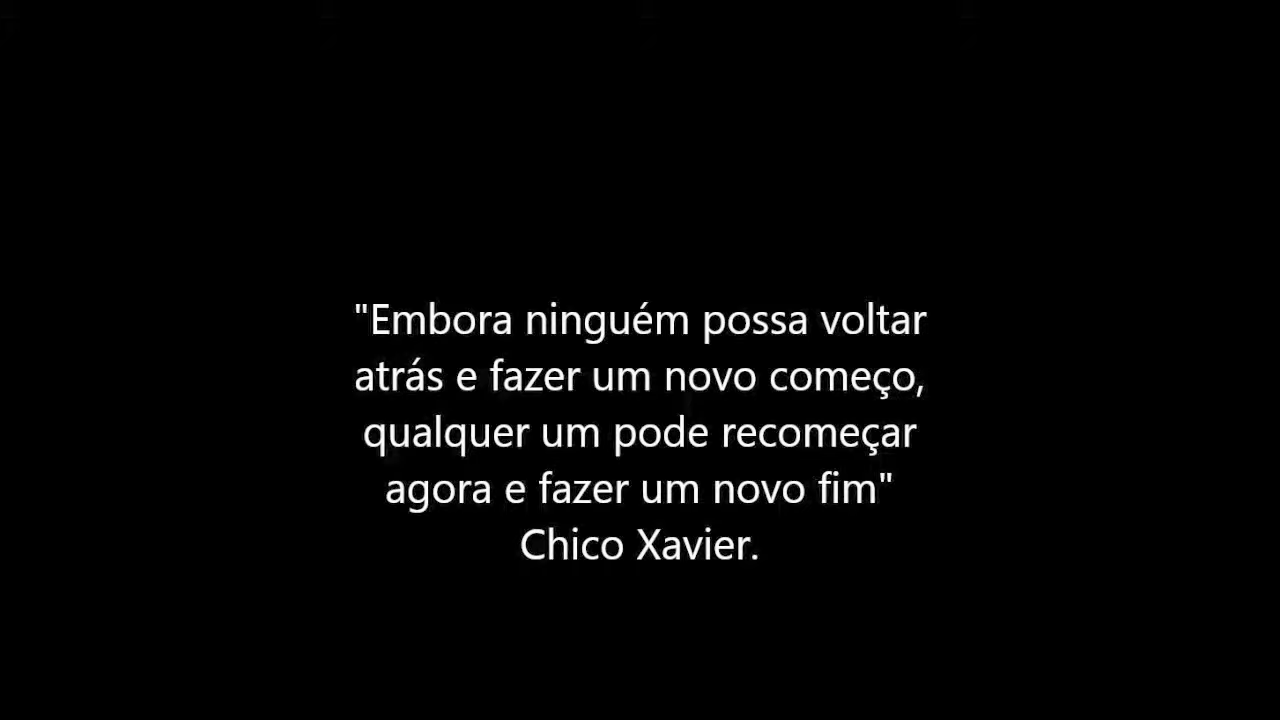 "Embora ninguém possa voltar
atrás e fazer um novo começo,
qualquer um pode recomeçar
agora e fazer um novo fim"
Chico Xavier.